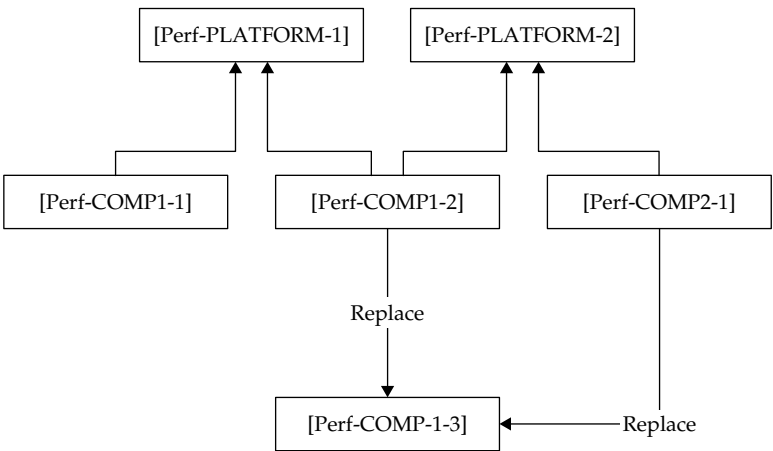 [Perf-PLATFORM-1]
[Perf-PLATFORM-2]
[Perf-COMP1-1]
[Perf-COMP1-2]
[Perf-COMP2-1]
Replace
[Perf-COMP-1-3]
Replace